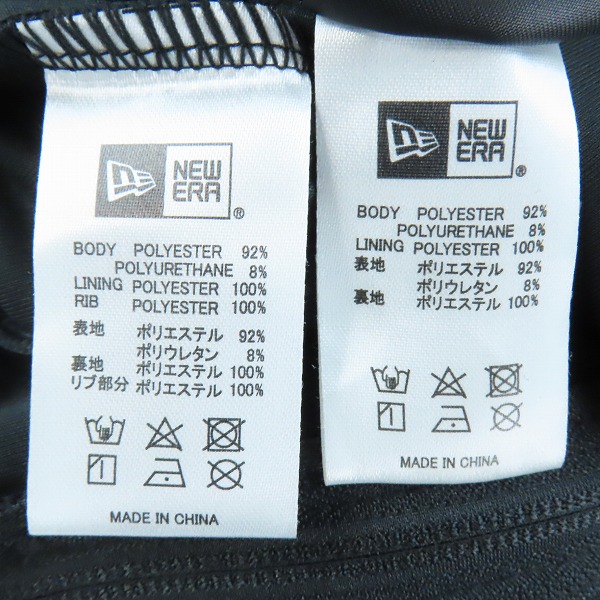 NEW
ERA
®
BODY POLYESTER 92%
POLYURETHANE 8%
LINING POLYESTER 100%
RIB POLYESTER 100%
表地 ポリエステル 92%
ポリウレタン 8%
裏地 ポリエステル 100%
リブ部分 ポリエステル 100%
MADE IN CHINA
NEW
ERA
®
BODY POLYESTER 92%
POLYURETHANE 8%
LINING POLYESTER 100%
表地 ポリエステル 92%
ポリウレタン 8%
裏地 ポリエステル 100%
MADE IN CHINA